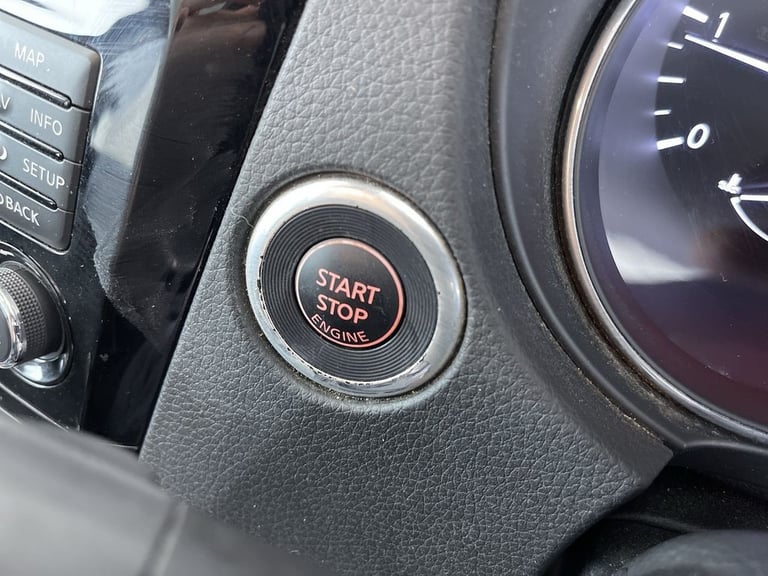 MAP
INFO
SETUP
BACK
START
STOP
ENGINE
1
0